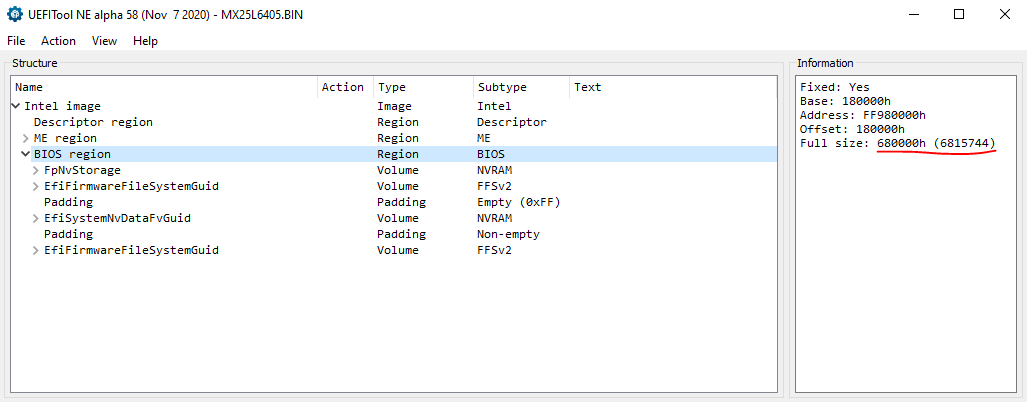 UEFITool NE alpha 58 (Nov  7 2020) - MX25L6405.BIN
File Action View Help
Structure
Name Action Type Subtype Text
Intel image Image Intel
Descriptor region Region Descriptor
ME region Region ME
BIOS region Region BIOS
FpNvStorage Volume NVRAM
EfiFirmwareFileSystemGuid Volume FFSv2
Padding Padding Empty (0xFF)
EfiSystemNvDataFvGuid Volume NVRAM
Padding Padding Non-empty
EfiFirmwareFileSystemGuid Volume FFSv2
Information
Fixed: Yes
Base: 180000h
Address: FF980000h
Offset: 180000h
Full size: 680000h (6815744)